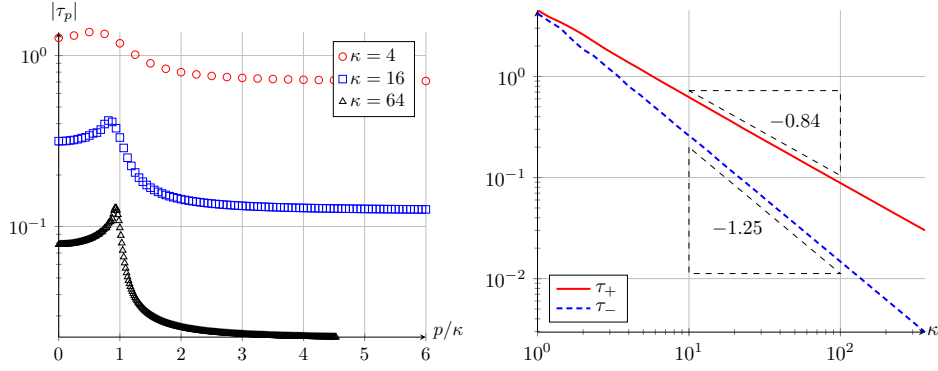 |τ_p|
10^0
10^{-1}
0 1 2 3 4 5 6
p/κ
κ = 4
κ = 16
κ = 64
10^0
10^{-1}
10^{-2}
10^0 10^1 10^2
κ
−0.84
−1.25
τ_+
τ_−